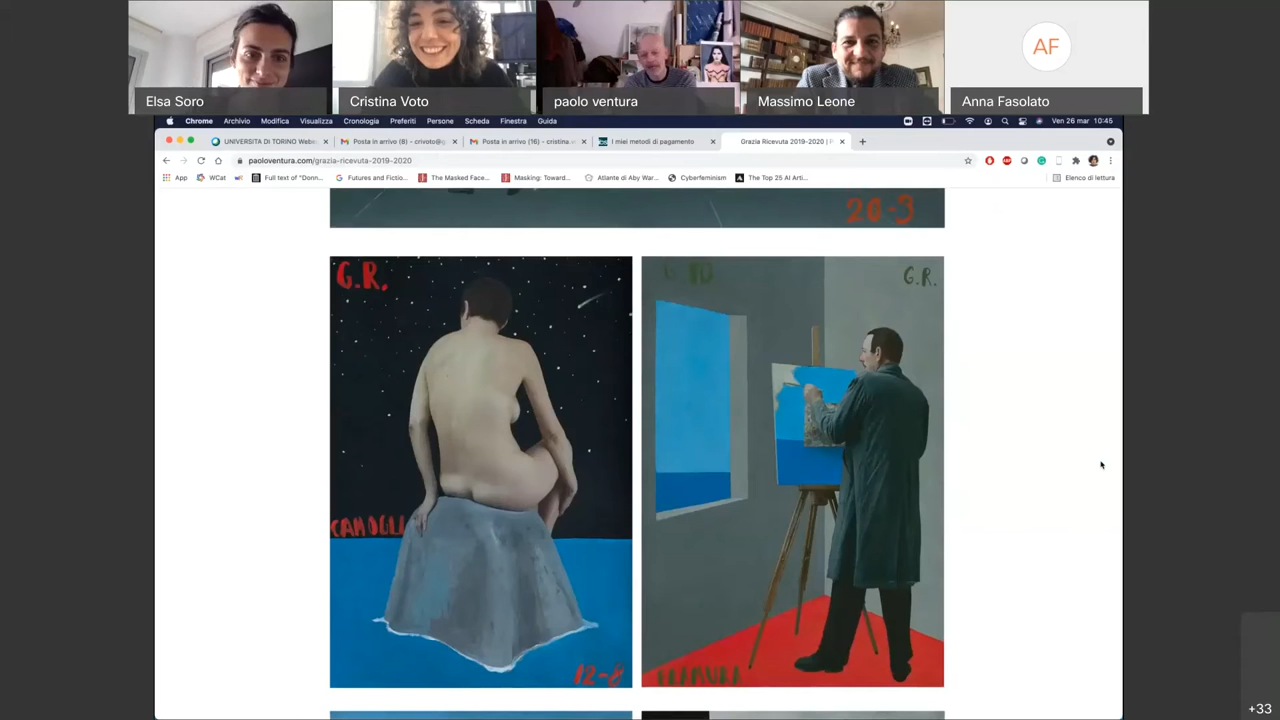 AF
Elsa Soro
Cristina Voto
paolo ventura
Massimo Leone
Anna Fasolato
Chrome Archivio Modifica Visualizza Cronologia Preferiti Persone Scheda Finestra Guida
Ven 26 mar 10:45
UNIVERSITA DI TORINO Webe
Posta in arrivo (8) - crivoto@g
Posta in arrivo (16) - cristina.v
I miei metodi di pagamento
Grazia Ricevuta 2019-2020 | P
paoloventura.com/grazia-ricevuta-2019-2020
App
WCat
Full text of "Donn...
Futures and Fictio...
The Masked Face...
Masking: Toward...
Atlante di Aby War...
Cyberfeminism
The Top 25 AI Arti...
Elenco di lettura
20-3
G.R.
CAMOGLI
12-8
G.R.
+33